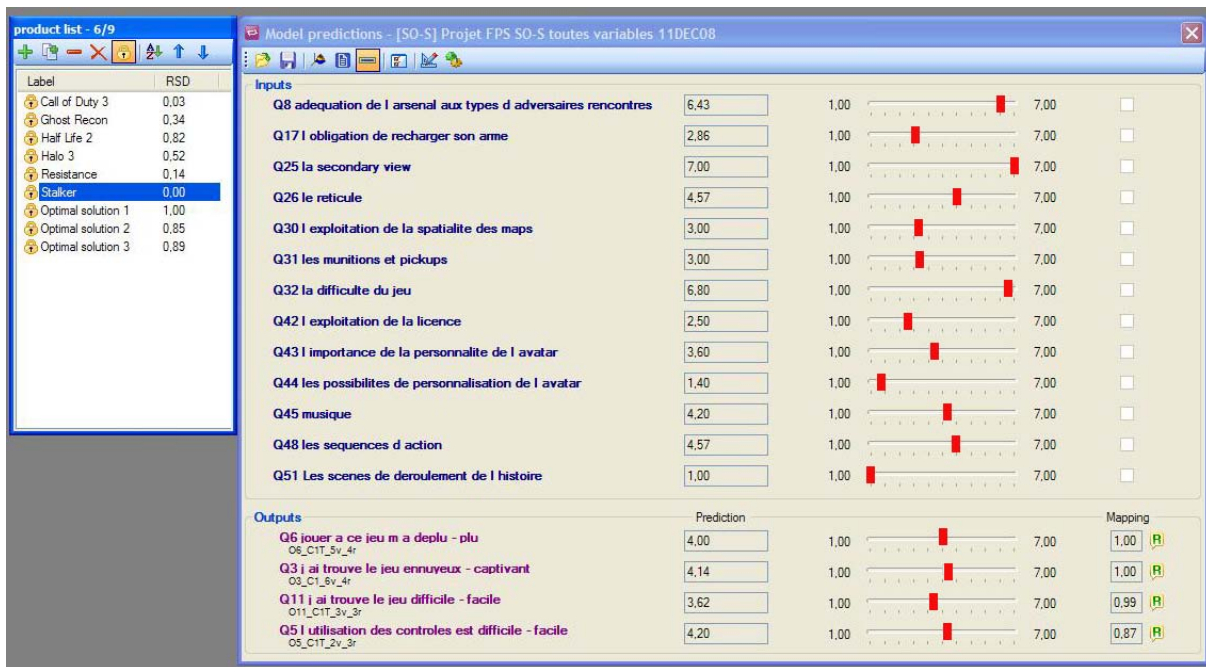 product list - 6/9
Label RSD
Call of Duty 3 0,03
Ghost Recon 0,34
Half Life 2 0,82
Halo 3 0,52
Resistance 0,14
Stalker 0,00
Optimal solution 1 1,00
Optimal solution 2 0,85
Optimal solution 3 0,89
Model predictions - [SO-S] Projet FPS SO-S toutes variables 11DEC08
Inputs
Q8 adequation de l arsenal aux types d adversaires rencontres 6,43 1,00 7,00
Q17 l obligation de recharger son arme 2,86 1,00 7,00
Q25 la secondary view 7,00 1,00 7,00
Q26 le reticule 4,57 1,00 7,00
Q30 l exploitation de la spatialite des maps 3,00 1,00 7,00
Q31 les munitions et pickups 3,00 1,00 7,00
Q32 la difficulte du jeu 6,80 1,00 7,00
Q42 l exploitation de la licence 2,50 1,00 7,00
Q43 l importance de la personnalite de l avatar 3,60 1,00 7,00
Q44 les possibilites de personnalisation de l avatar 1,40 1,00 7,00
Q45 musique 4,20 1,00 7,00
Q48 les sequences d action 4,57 1,00 7,00
Q51 Les scenes de deroulement de l histoire 1,00 1,00 7,00
Outputs Prediction Mapping
Q6 jouer a ce jeu m a deplu - plu 4,00 1,00 7,00 1,00 R
O6_C1T_5v_4r
Q3 j ai trouve le jeu ennuyeux - captivant 4,14 1,00 7,00 1,00 R
O3_C1_6v_4r
Q11 j ai trouve le jeu difficile - facile 3,62 1,00 7,00 0,99 R
O11_C1T_3v_3r
Q5 l utilisation des controles est difficile - facile 4,20 1,00 7,00 0,87 R
O5_C1T_2v_3r